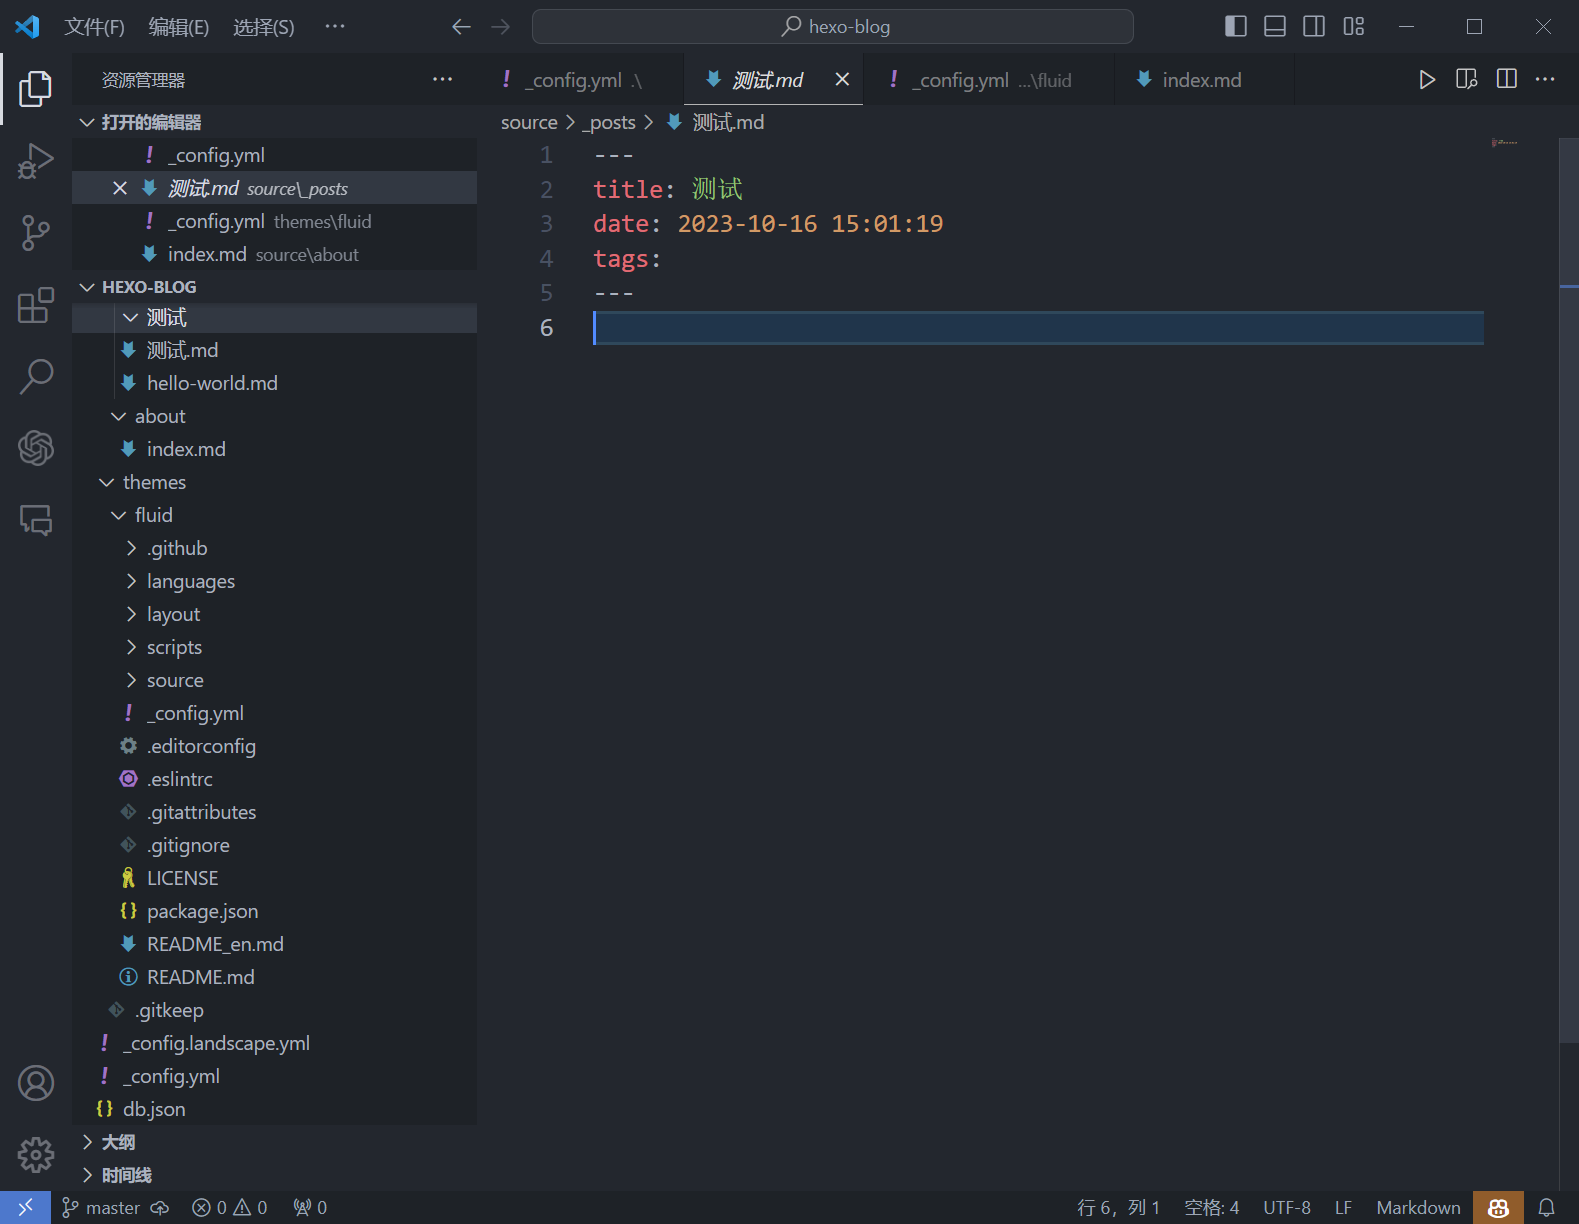 文件(F) 编辑(E) 选择(S) ··· hexo-blog
资源管理器 ···
_config.yml .\ 测试.md _config.yml ...\fluid index.md
打开的编辑器
_config.yml
测试.md source\_posts
_config.yml themes\fluid
index.md source\about
HEXO-BLOG
测试
测试.md
hello-world.md
about
index.md
themes
fluid
.github
languages
layout
scripts
source
_config.yml
.editorconfig
.eslintrc
.gitattributes
.gitignore
LICENSE
package.json
README_en.md
README.md
.gitkeep
_config.landscape.yml
_config.yml
db.json
大纲
时间线
source > _posts > 测试.md
1 ---
2 title: 测试
3 date: 2023-10-16 15:01:19
4 tags:
5 ---
6
master 0 0 0 行 6，列 1 空格: 4 UTF-8 LF Markdown